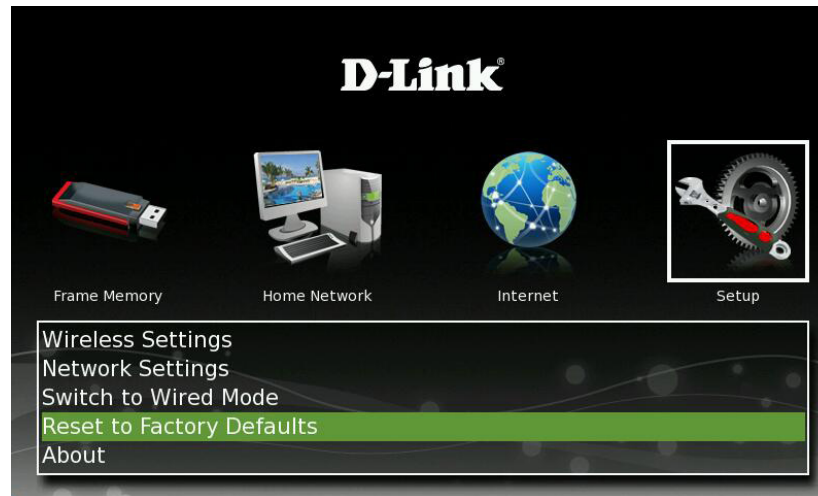 D-Link®
Frame Memory
Home Network
Internet
Setup
Wireless Settings
Network Settings
Switch to Wired Mode
Reset to Factory Defaults
About